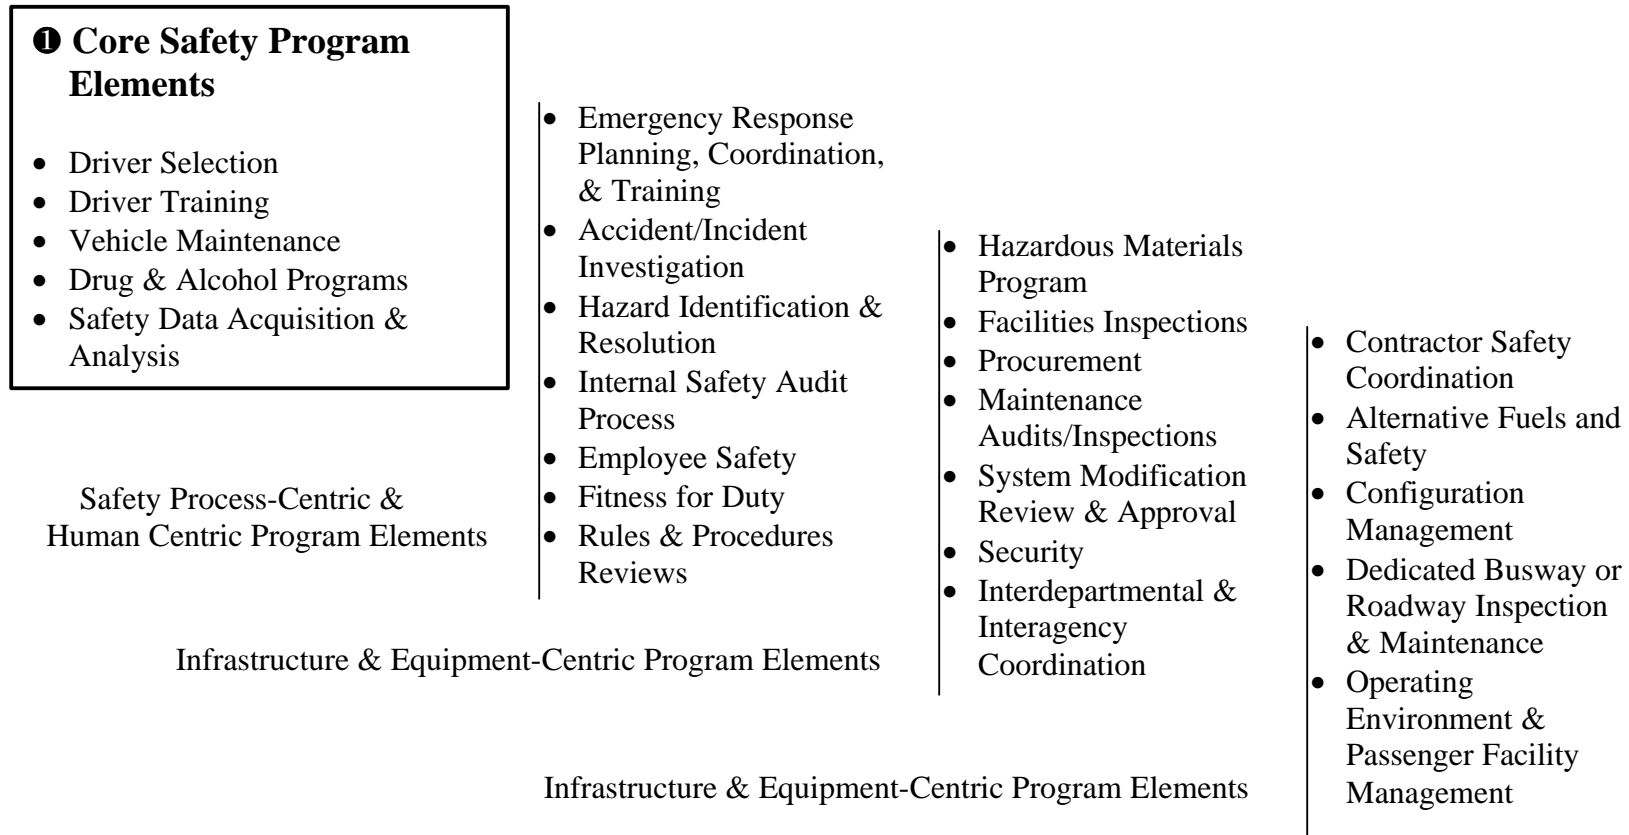 ❶ Core Safety Program
Elements
• Driver Selection
• Driver Training
• Vehicle Maintenance
• Drug & Alcohol Programs
• Safety Data Acquisition &
Analysis
Safety Process-Centric &
Human Centric Program Elements
• Emergency Response
Planning, Coordination,
& Training
• Accident/Incident
Investigation
• Hazard Identification &
Resolution
• Internal Safety Audit
Process
• Employee Safety
• Fitness for Duty
• Rules & Procedures
Reviews
Infrastructure & Equipment-Centric Program Elements
• Hazardous Materials
Program
• Facilities Inspections
• Procurement
• Maintenance
Audits/Inspections
• System Modification
Review & Approval
• Security
• Interdepartmental &
Interagency
Coordination
Infrastructure & Equipment-Centric Program Elements
• Contractor Safety
Coordination
• Alternative Fuels and
Safety
• Configuration
Management
• Dedicated Busway or
Roadway Inspection
& Maintenance
• Operating
Environment &
Passenger Facility
Management